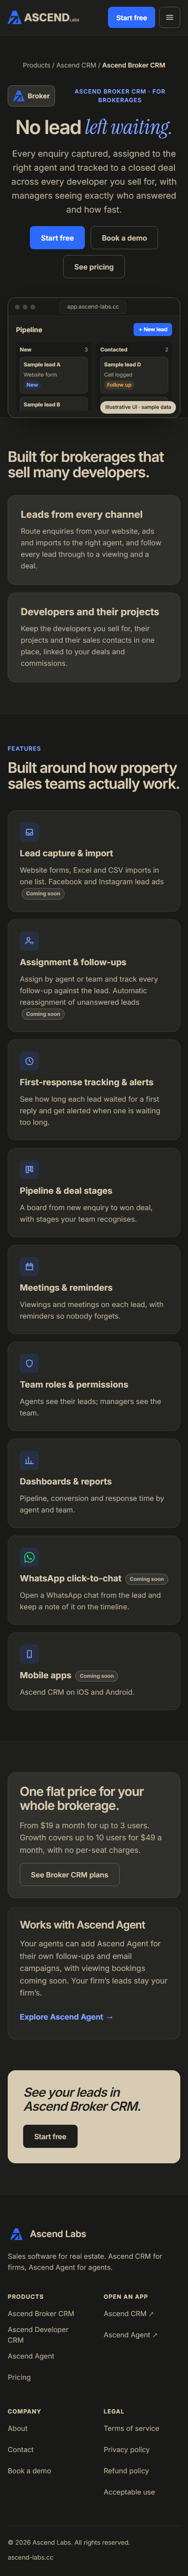 ASCEND Labs
Start free
Products / Ascend CRM / Ascend Broker CRM
Broker
ASCEND BROKER CRM · FOR
BROKERAGES
No lead left waiting.
Every enquiry captured, assigned to the
right agent and tracked to a closed deal
across every developer you sell for, with
managers seeing exactly who answered
and how fast.
Start free
Book a demo
See pricing
app.ascend-labs.cc
Pipeline
+ New lead
New 3
Contacted 2
Sample lead A
Website form
New
Sample lead D
Call logged
Follow up
Sample lead B
Illustrative UI · sample data
Built for brokerages that
sell many developers.
Leads from every channel
Route enquiries from your website, ads
and imports to the right agent, and follow
every lead through to a viewing and a
deal.
Developers and their projects
Keep the developers you sell for, their
projects and their sales contacts in one
place, linked to your deals and
commissions.
FEATURES
Built around how property
sales teams actually work.
Lead capture & import
Website forms, Excel and CSV imports in
one list. Facebook and Instagram lead ads
Coming soon
Assignment & follow-ups
Assign by agent or team and track every
follow-up against the lead. Automatic
reassignment of unanswered leads
Coming soon
First-response tracking & alerts
See how long each lead waited for a first
reply and get alerted when one is waiting
too long.
Pipeline & deal stages
A board from new enquiry to won deal,
with stages your team recognises.
Meetings & reminders
Viewings and meetings on each lead, with
reminders so nobody forgets.
Team roles & permissions
Agents see their leads; managers see the
team.
Dashboards & reports
Pipeline, conversion and response time by
agent and team.
WhatsApp click-to-chat Coming soon
Open a WhatsApp chat from the lead and
keep a note of it on the timeline.
Mobile apps Coming soon
Ascend CRM on iOS and Android.
One flat price for your
whole brokerage.
From $19 a month for up to 3 users.
Growth covers up to 10 users for $49 a
month, with no per-seat charges.
See Broker CRM plans
Works with Ascend Agent
Your agents can add Ascend Agent for
their own follow-ups and email
campaigns, with viewing bookings
coming soon. Your firm's leads stay your
firm's.
Explore Ascend Agent →
See your leads in
Ascend Broker CRM.
Start free
Ascend Labs
Sales software for real estate. Ascend CRM for
firms, Ascend Agent for agents.
PRODUCTS
Ascend Broker CRM
Ascend Developer
CRM
Ascend Agent
Pricing
OPEN AN APP
Ascend CRM ↗
Ascend Agent ↗
COMPANY
About
Contact
Book a demo
LEGAL
Terms of service
Privacy policy
Refund policy
Acceptable use
© 2026 Ascend Labs. All rights reserved.
ascend-labs.cc